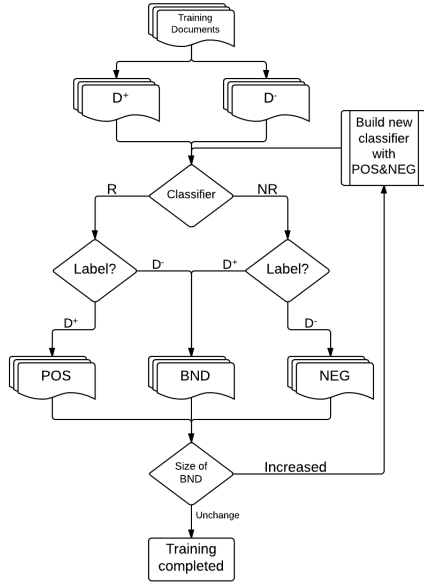 Training
Documents
D⁺
D⁻
Build new
classifier
with
POS&NEG
Classifier
R
NR
Label?
D⁻
D⁺
Label?
D⁺
D⁻
POS
BND
NEG
Size of
BND
Increased
Unchange
Training
completed